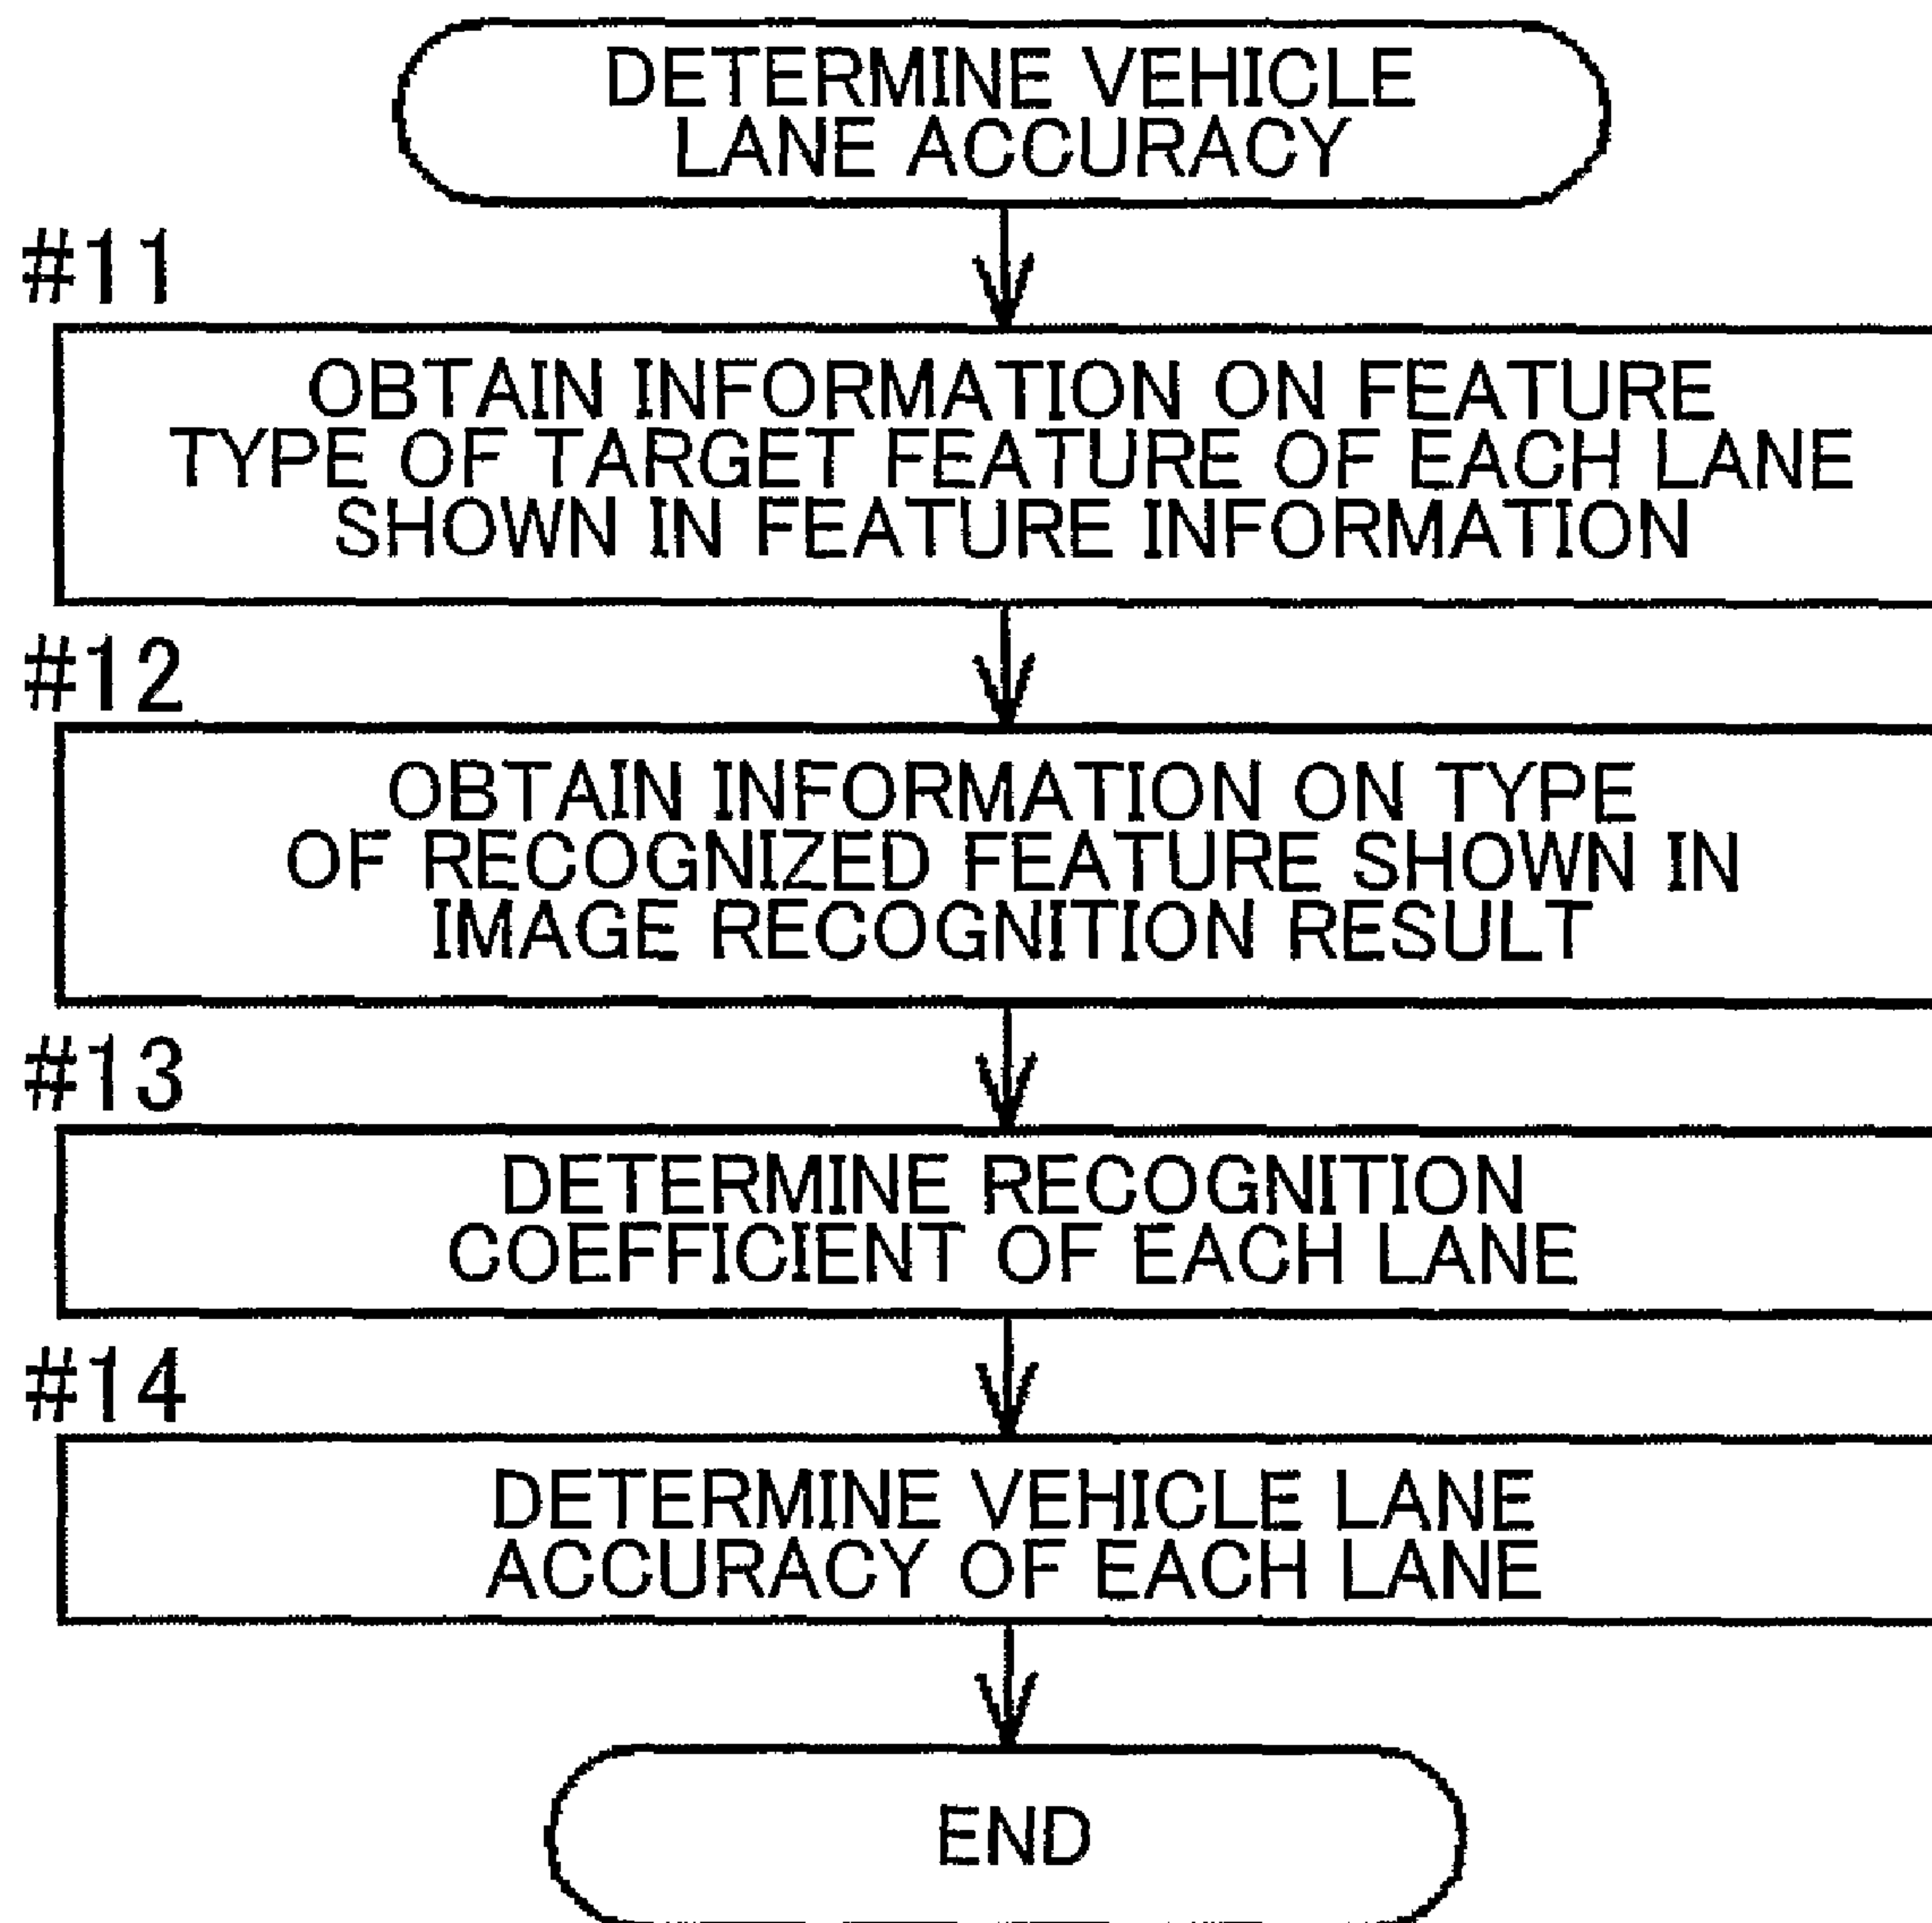 DETERMINE VEHICLE
LANE ACCURACY
#11
OBTAIN INFORMATION ON FEATURE
TYPE OF TARGET FEATURE OF EACH LANE
SHOWN IN FEATURE INFORMATION
#12
OBTAIN INFORMATION ON TYPE
OF RECOGNIZED FEATURE SHOWN IN
IMAGE RECOGNITION RESULT
#13
DETERMINE RECOGNITION
COEFFICIENT OF EACH LANE
#14
DETERMINE VEHICLE LANE
ACCURACY OF EACH LANE
END